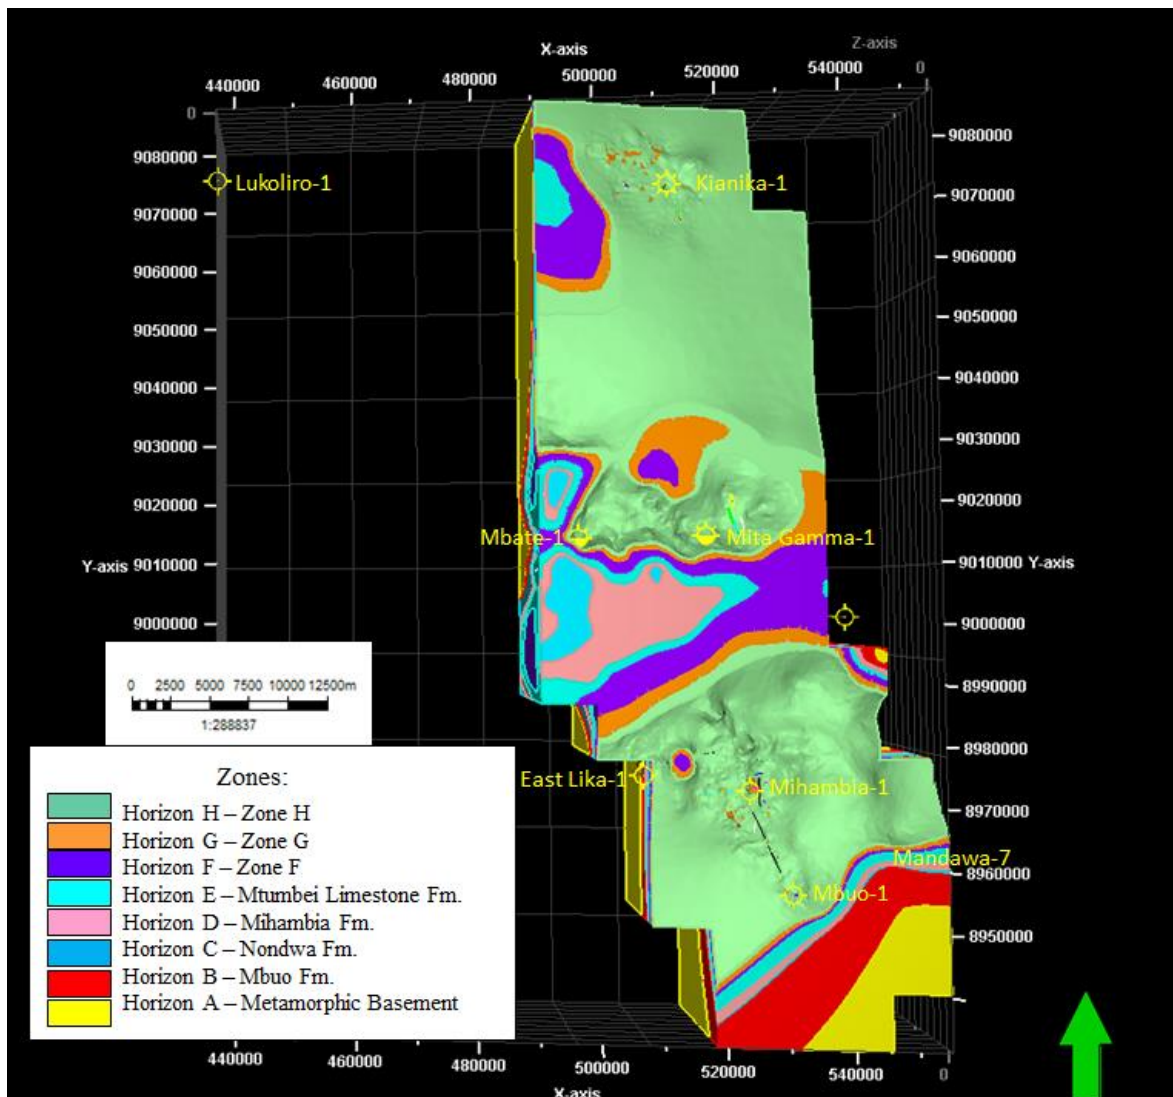 X-axis
Z-axis
440000 460000 480000 500000 520000 540000 0
0
9080000 9080000
Lukoliro-1 Kianika-1
9070000 9070000
9060000 9060000
9050000 9050000
9040000 9040000
9030000 9030000
9020000 9020000
Mbate-1 Mita Gamma-1
Y-axis 9010000 9010000 Y-axis
9000000 9000000
8990000
0 2500 5000 7500 10000 12500m
1:288837
8980000
East Lika-1 Mihambia-1
8970000
Mandawa-7
8960000
Mbuo-1
8950000
Zones:
Horizon H – Zone H
Horizon G – Zone G
Horizon F – Zone F
Horizon E – Mtumbei Limestone Fm.
Horizon D – Mihambia Fm.
Horizon C – Nondwa Fm.
Horizon B – Mbuo Fm.
Horizon A – Metamorphic Basement
440000 460000 480000 500000 520000 540000 0
X-axis